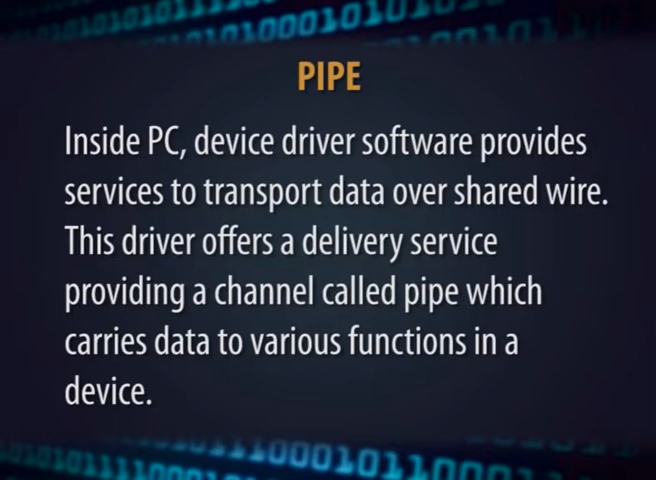 PIPE
Inside PC, device driver software provides
services to transport data over shared wire.
This driver offers a delivery service
providing a channel called pipe which
carries data to various functions in a
device.